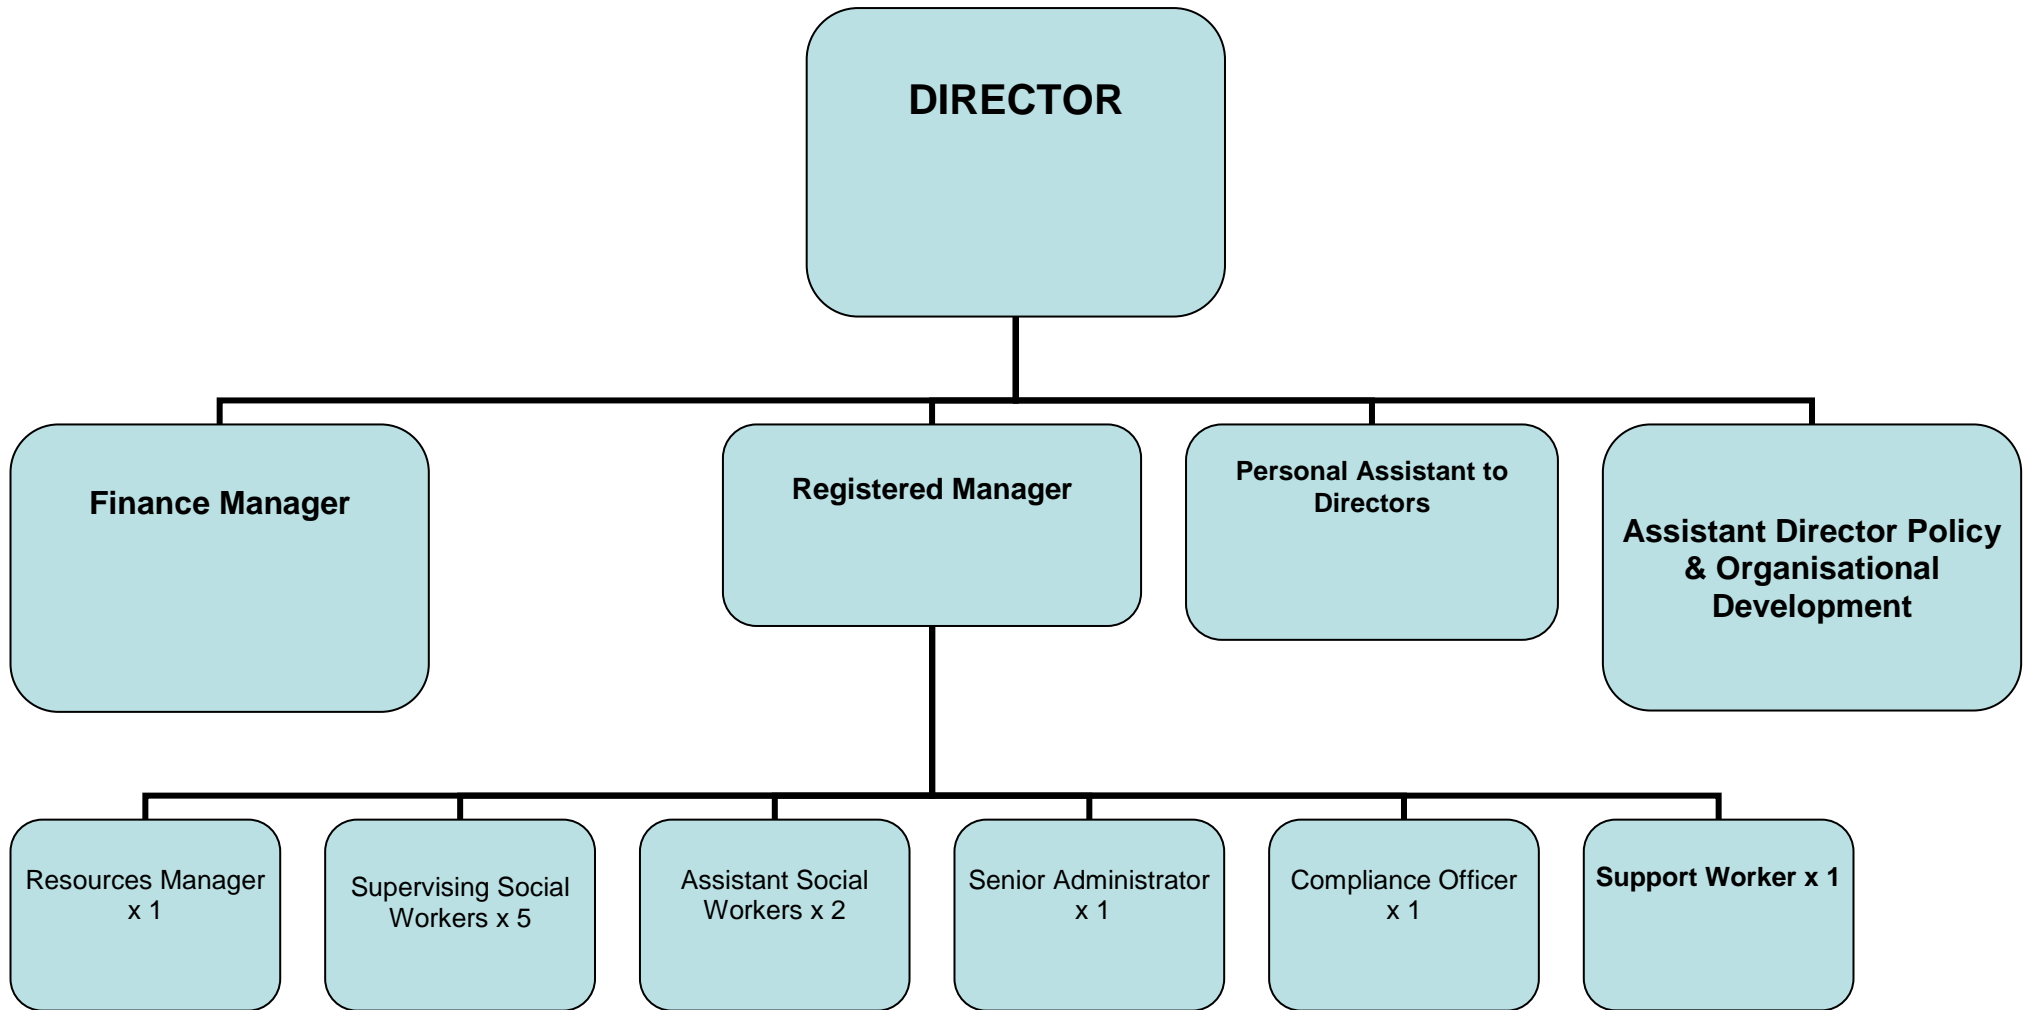 DIRECTOR
Finance Manager
Registered Manager
Personal Assistant to
Directors
Assistant Director Policy
& Organisational
Development
Resources Manager
x 1
Supervising Social
Workers x 5
Assistant Social
Workers x 2
Senior Administrator
x 1
Compliance Officer
x 1
Support Worker x 1